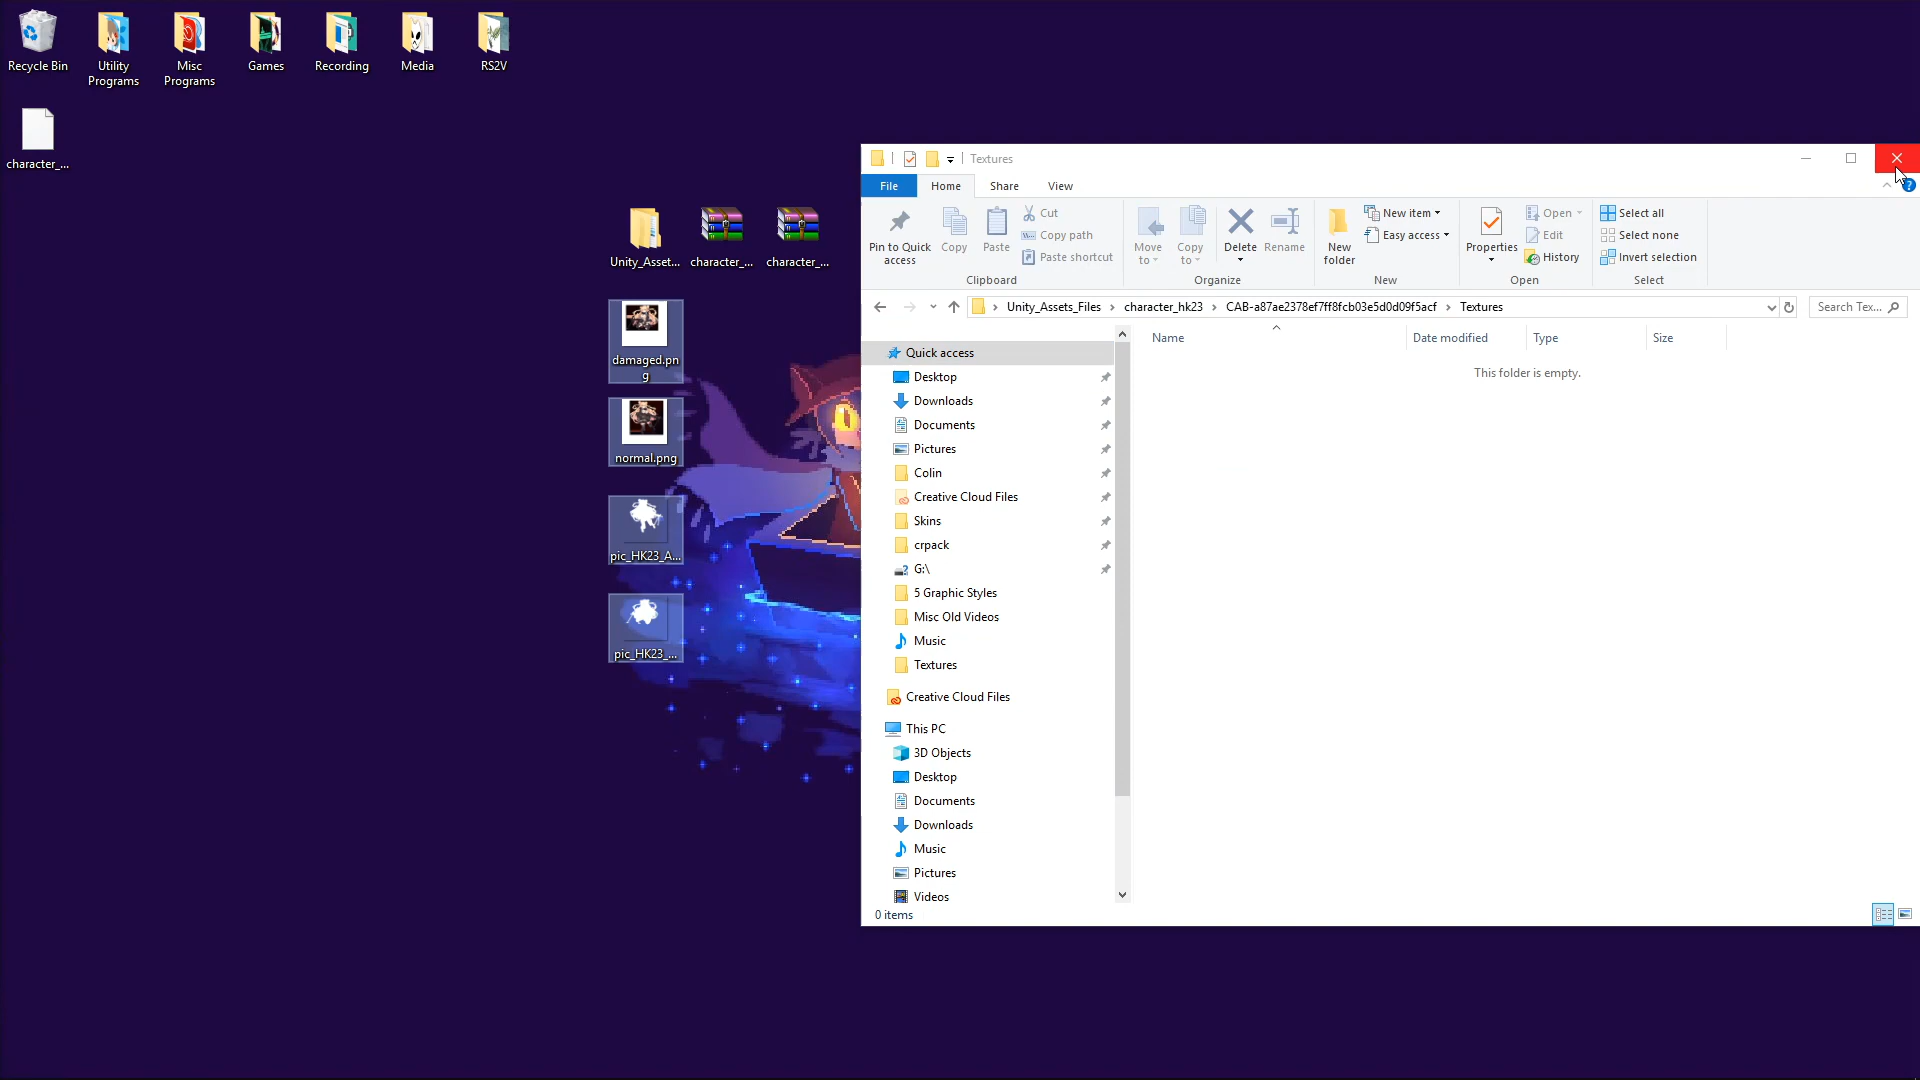 Recycle Bin
Utility
Programs
Misc
Programs
Games
Recording
Media
RS2V
character_...
Unity_Asset...
character_...
character_...
damaged.pn
g
normal.png
pic_HK23_A...
pic_HK23_...
Textures
File
Home
Share
View
Pin to Quick
access
Copy
Paste
Cut
Copy path
Paste shortcut
Clipboard
Move
to
Copy
to
Delete
Rename
Organize
New
folder
New item
Easy access
New
Properties
Open
Edit
History
Open
Select all
Select none
Invert selection
Select
Unity_Assets_Files › character_hk23 › CAB-a87ae2378ef7ff8fcb03e5d0d09f5acf › Textures
Search Tex...
Name
Date modified
Type
Size
This folder is empty.
Quick access
Desktop
Downloads
Documents
Pictures
Colin
Creative Cloud Files
Skins
crpack
G:\
5 Graphic Styles
Misc Old Videos
Music
Textures
Creative Cloud Files
This PC
3D Objects
Desktop
Documents
Downloads
Music
Pictures
Videos
0 items